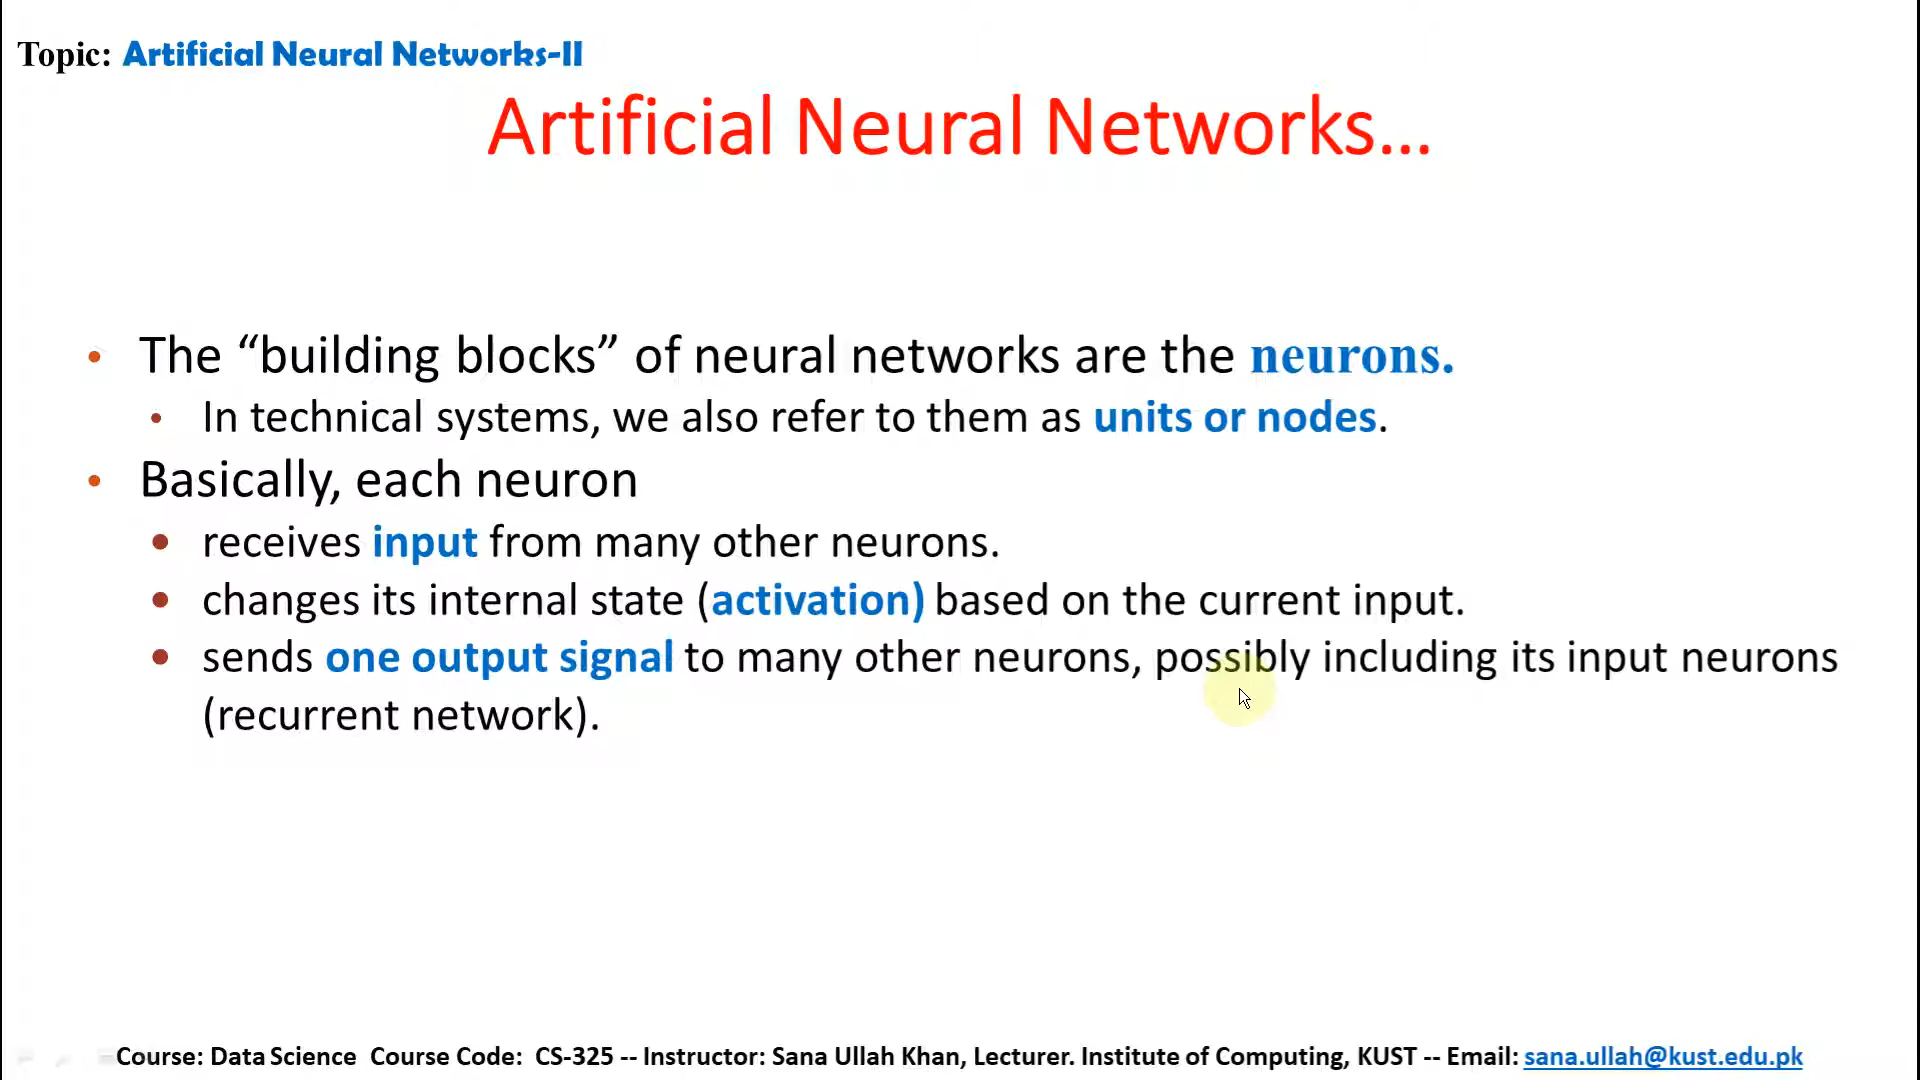 Topic: Artificial Neural Networks-II
Artificial Neural Networks...
• The “building blocks” of neural networks are the neurons.
• In technical systems, we also refer to them as units or nodes.
• Basically, each neuron
• receives input from many other neurons.
• changes its internal state (activation) based on the current input.
• sends one output signal to many other neurons, possibly including its input neurons
(recurrent network).
Course: Data Science Course Code: CS-325 -- Instructor: Sana Ullah Khan, Lecturer. Institute of Computing, KUST -- Email: sana.ullah@kust.edu.pk